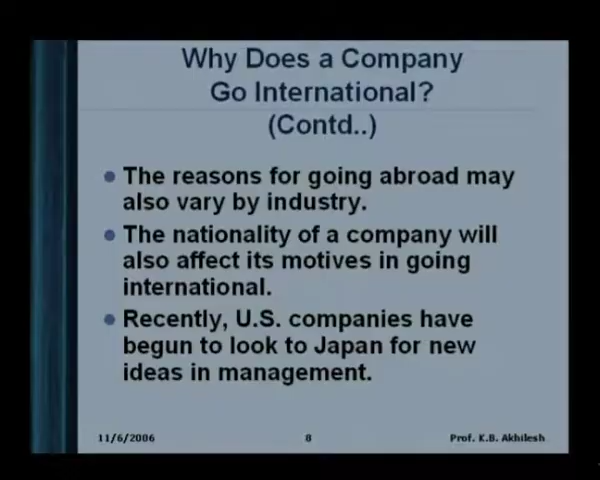 Why Does a Company
Go International?
(Contd..)
The reasons for going abroad may
also vary by industry.
The nationality of a company will
also affect its motives in going
international.
Recently, U.S. companies have
begun to look to Japan for new
ideas in management.
11/6/2006 8 Prof. K.B. Akhilesh